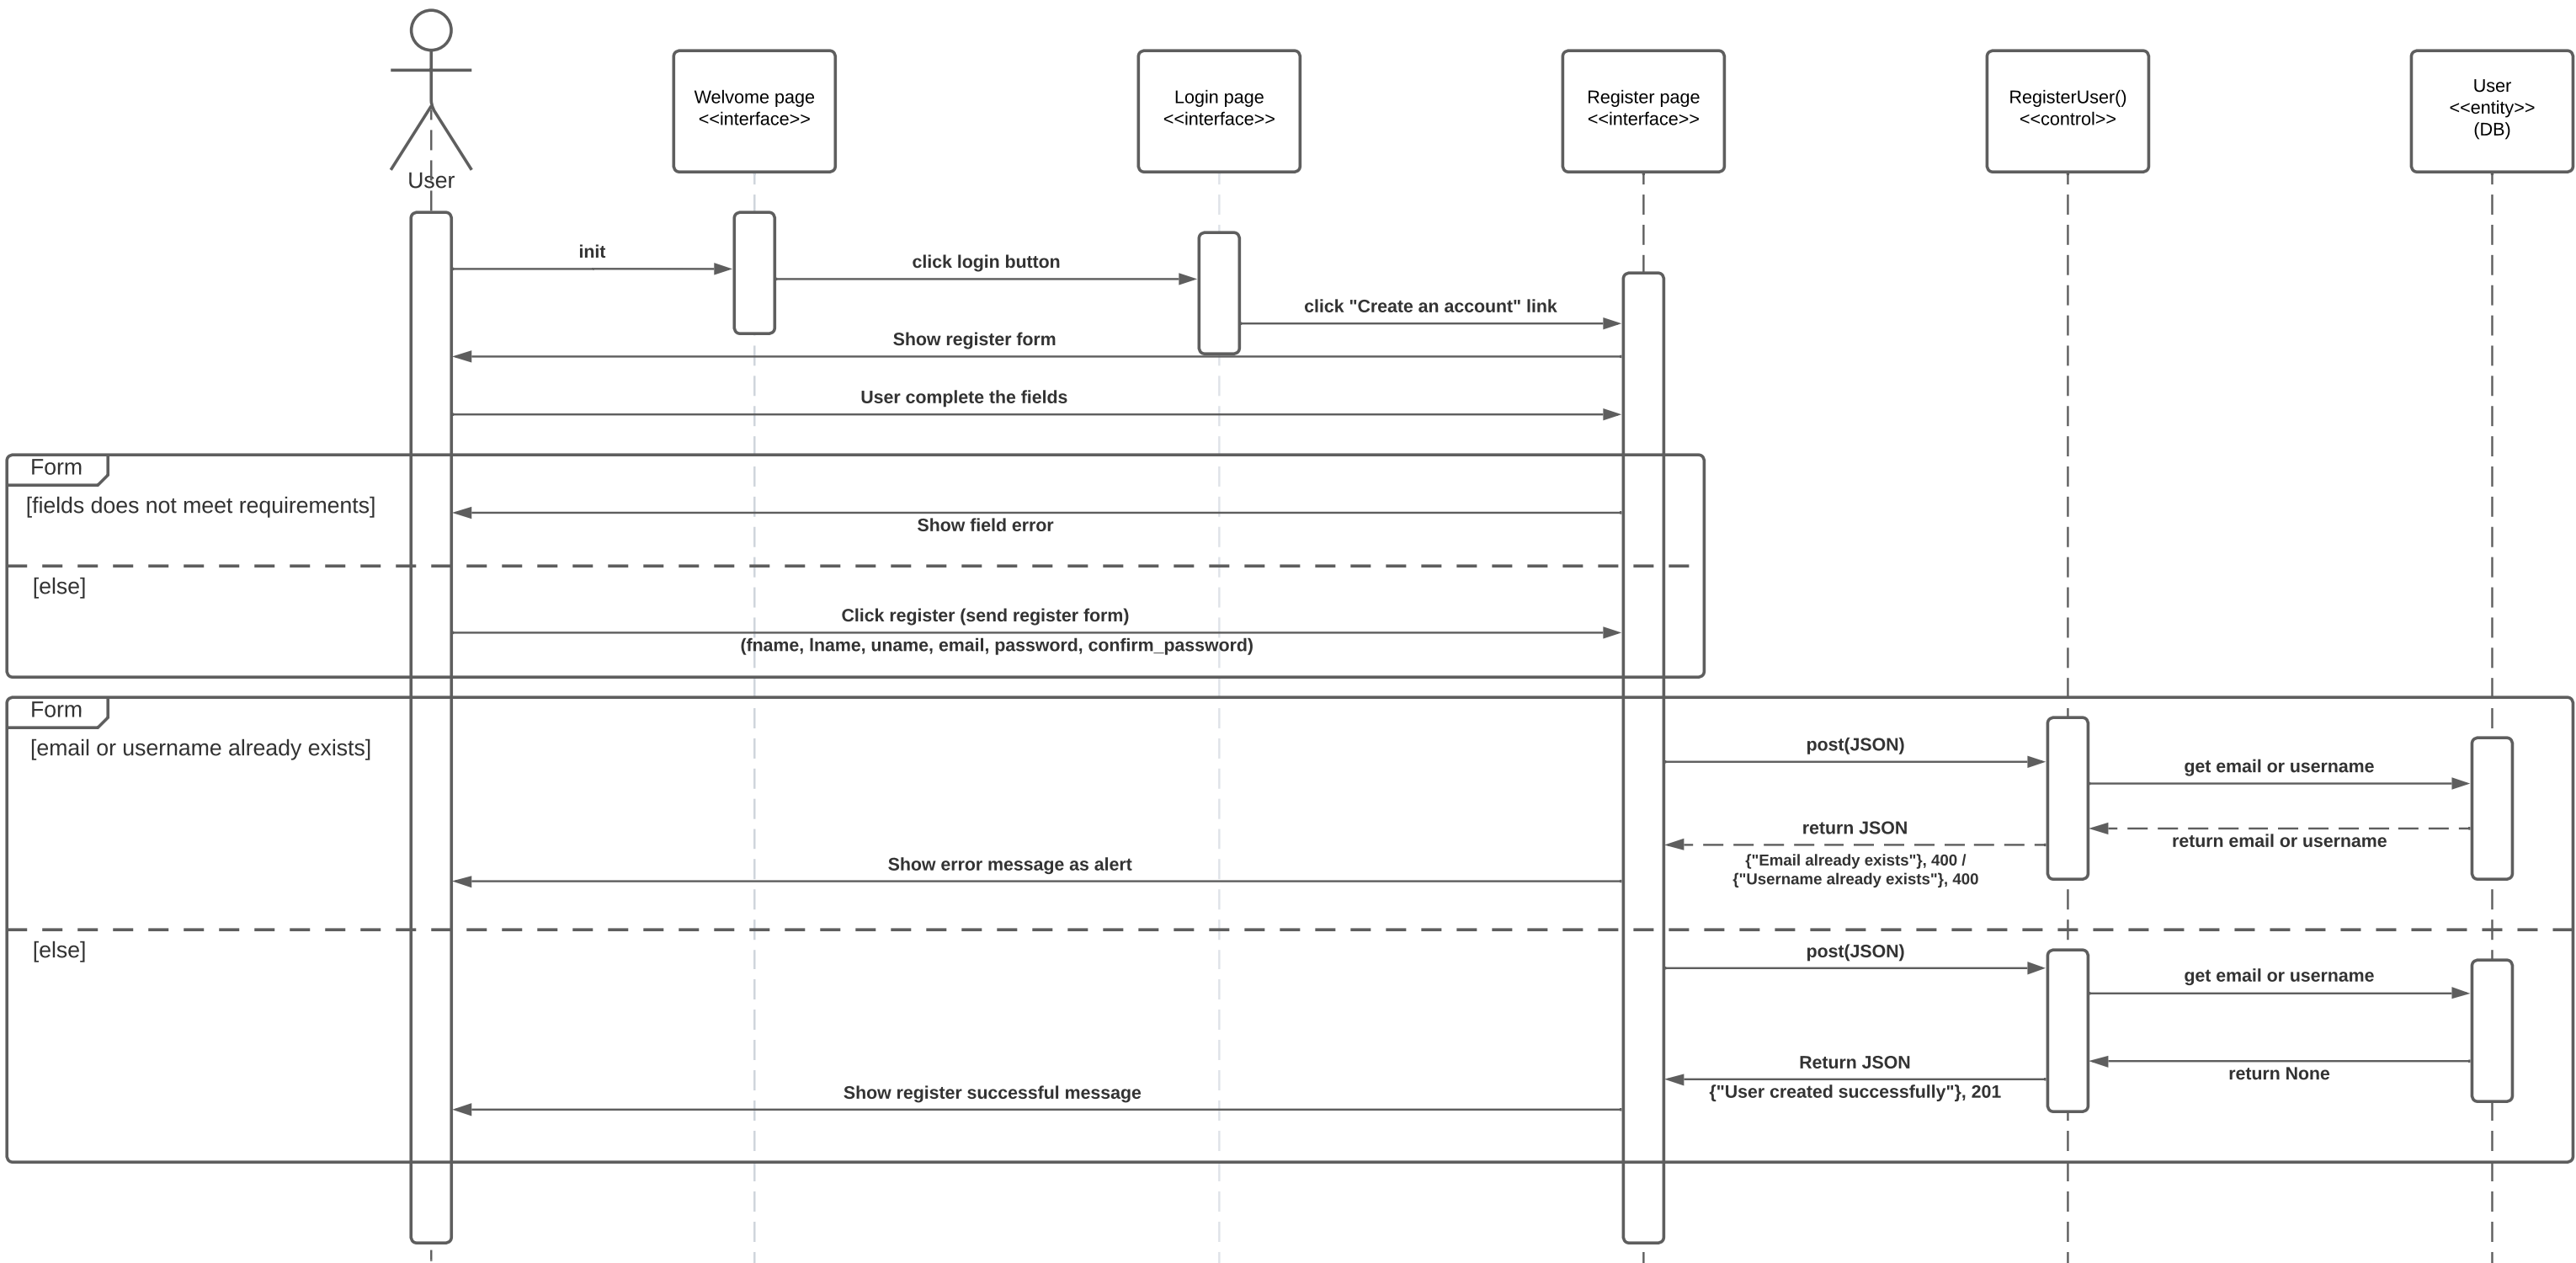 User
Welvome page
<<interface>>
Login page
<<interface>>
Register page
<<interface>>
RegisterUser()
<<control>>
User
<<entity>>
(DB)
init
click login button
click "Create an account" link
Show register form
User complete the fields
Form
[fields does not meet requirements]
Show field error
[else]
Click register (send register form)
(fname, lname, uname, email, password, confirm_password)
Form
[email or username already exists]
post(JSON)
get email or username
return JSON
return email or username
{"Email already exists"}, 400 /
{"Username already exists"}, 400
Show error message as alert
[else]
post(JSON)
get email or username
Return JSON
return None
{"User created successfully"}, 201
Show register successful message